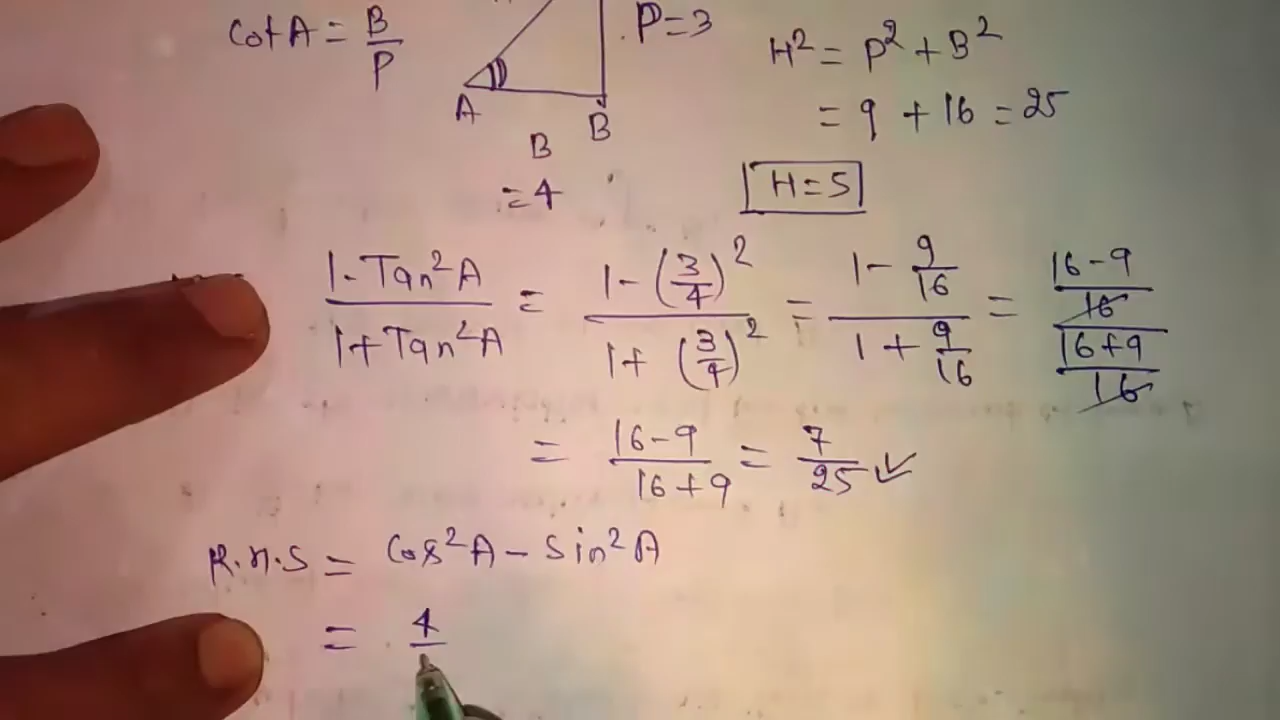 Cot A = B/P
P=3
H² = P² + B²
= 9 + 16 = 25
A
B
B
= 4
H=5
1-Tan²A/1+Tan²A = 1-(3/4)²/1+(3/4)² = 1-9/16/1+9/16 = 16-9/16/16+9/16
= 16-9/16+9 = 7/25
R.H.S = Cos²A - Sin²A
= 4